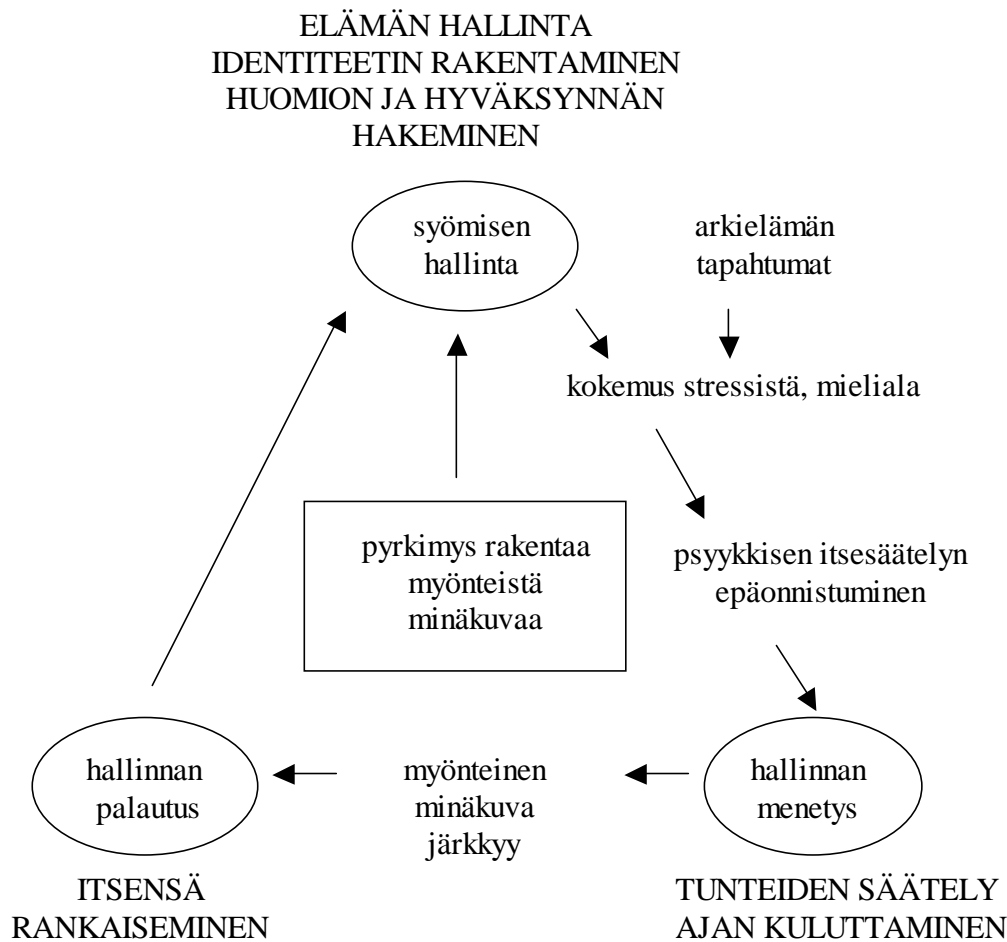 ELÄMÄN HALLINTA
IDENTITEETIN RAKENTAMINEN
HUOMION JA HYVÄKSYNNÄN
HAKEMINEN
syömisen
hallinta
arkielämän
tapahtumat
kokemus stressistä, mieliala
pyrkimys rakentaa
myönteistä
minäkuvaa
psyykkisen itsesäätelyn
epäonnistuminen
hallinnan
palautus
myönteinen
minäkuva
järkkyy
hallinnan
menetys
ITSENSÄ
RANKAISEMINEN
TUNTEIDEN SÄÄTELY
AJAN KULUTTAMINEN